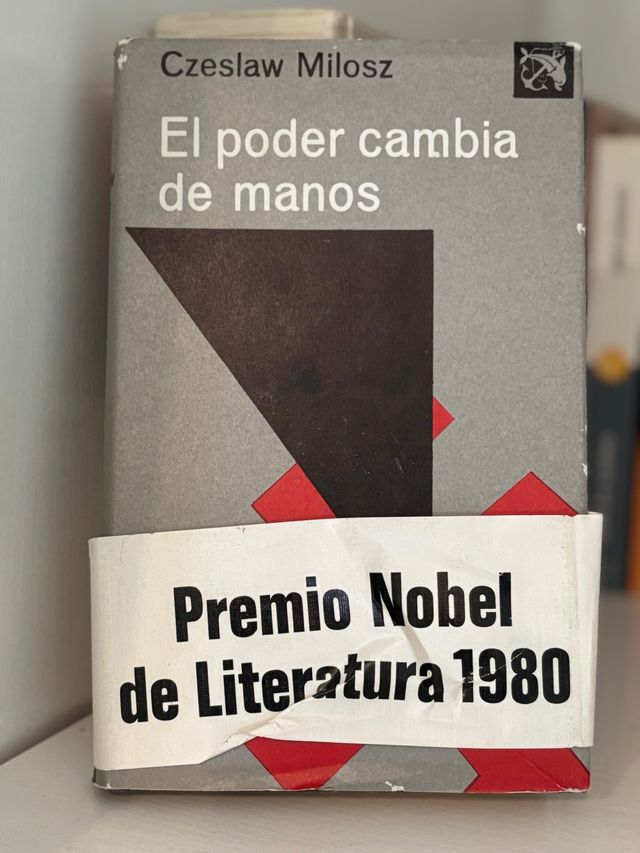 Czeslaw Milosz
El poder cambia
de manos
Premio Nobel
de Literatura 1980